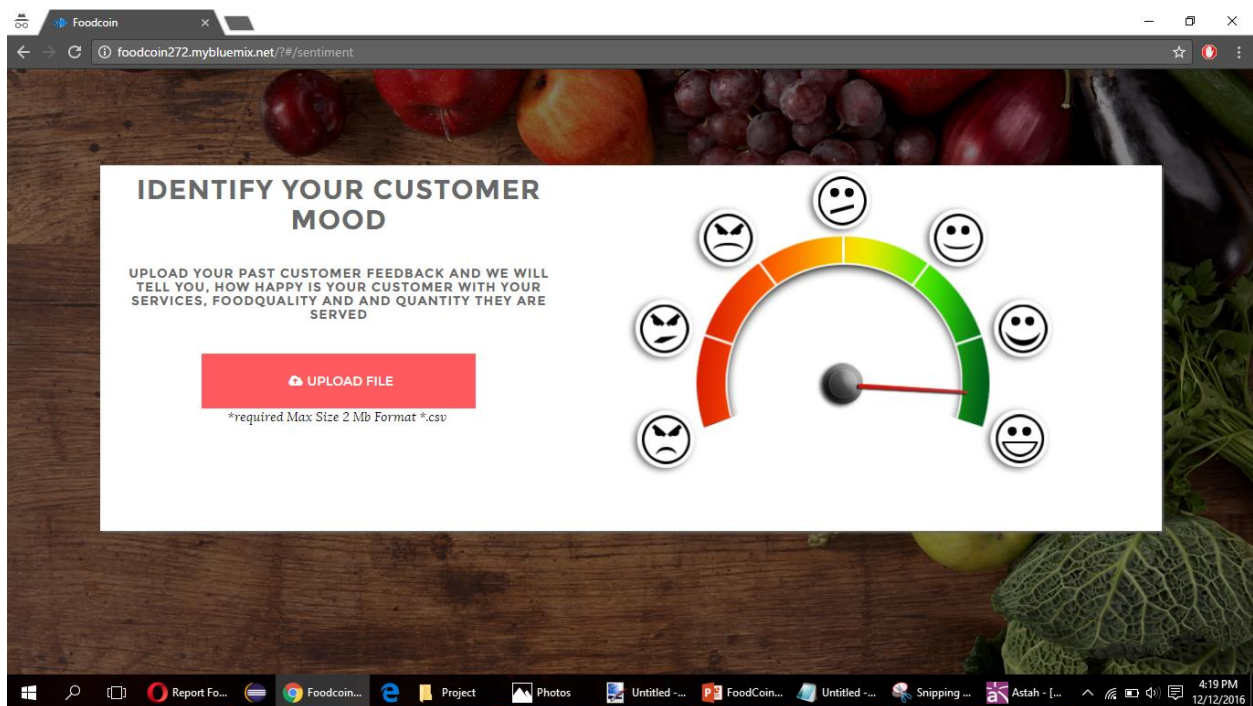 Foodcoin
foodcoin272.mybluemix.net/?#/sentiment
IDENTIFY YOUR CUSTOMER
MOOD
UPLOAD YOUR PAST CUSTOMER FEEDBACK AND WE WILL
TELL YOU, HOW HAPPY IS YOUR CUSTOMER WITH YOUR
SERVICES, FOODQUALITY AND AND QUANTITY THEY ARE
SERVED
UPLOAD FILE
*required Max Size 2 Mb Format *.csv
Report Fo... Foodcoin... Project Photos Untitled -... FoodCoin... Untitled -... Snipping ... Astah - [...
4:19 PM
12/12/2016